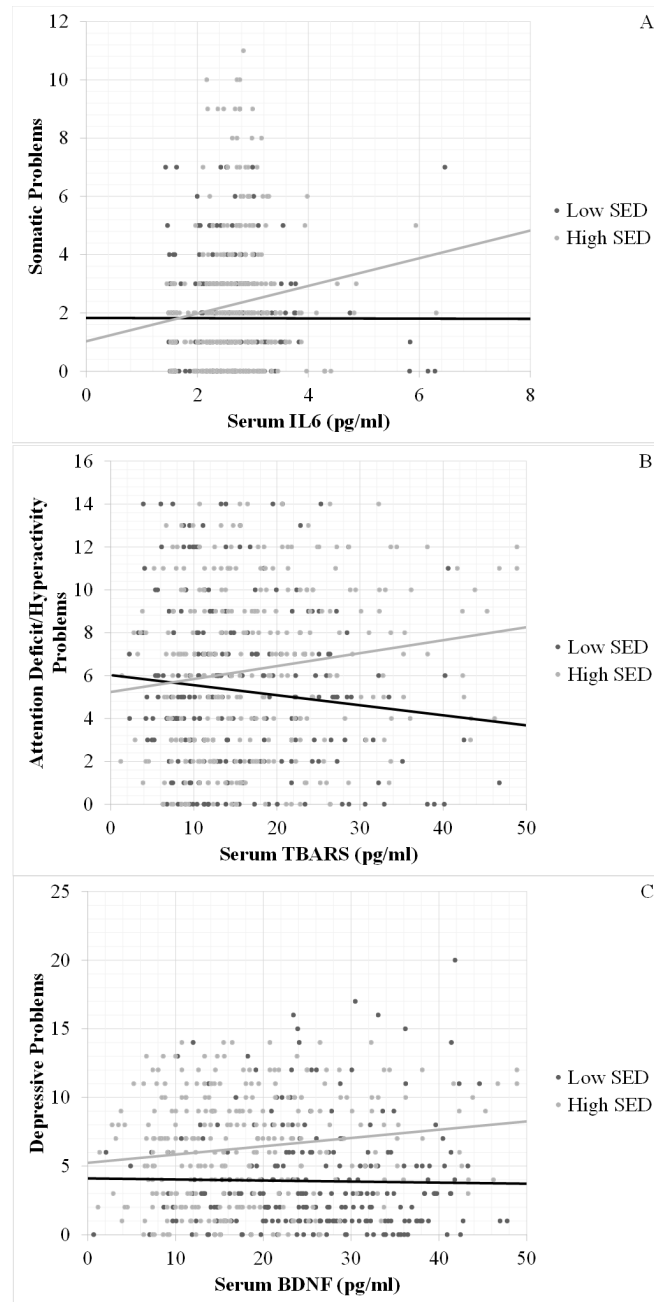 A
12
10
8
6
4
2
0
Somatic Problems
0 2 4 6 8
Serum IL6 (pg/ml)
Low SED
High SED
B
16
14
12
10
8
6
4
2
0
Attention Deficit/Hyperactivity
Problems
0 10 20 30 40 50
Serum TBARS (pg/ml)
Low SED
High SED
C
25
20
15
10
5
0
Depressive Problems
0 10 20 30 40 50
Serum BDNF (pg/ml)
Low SED
High SED